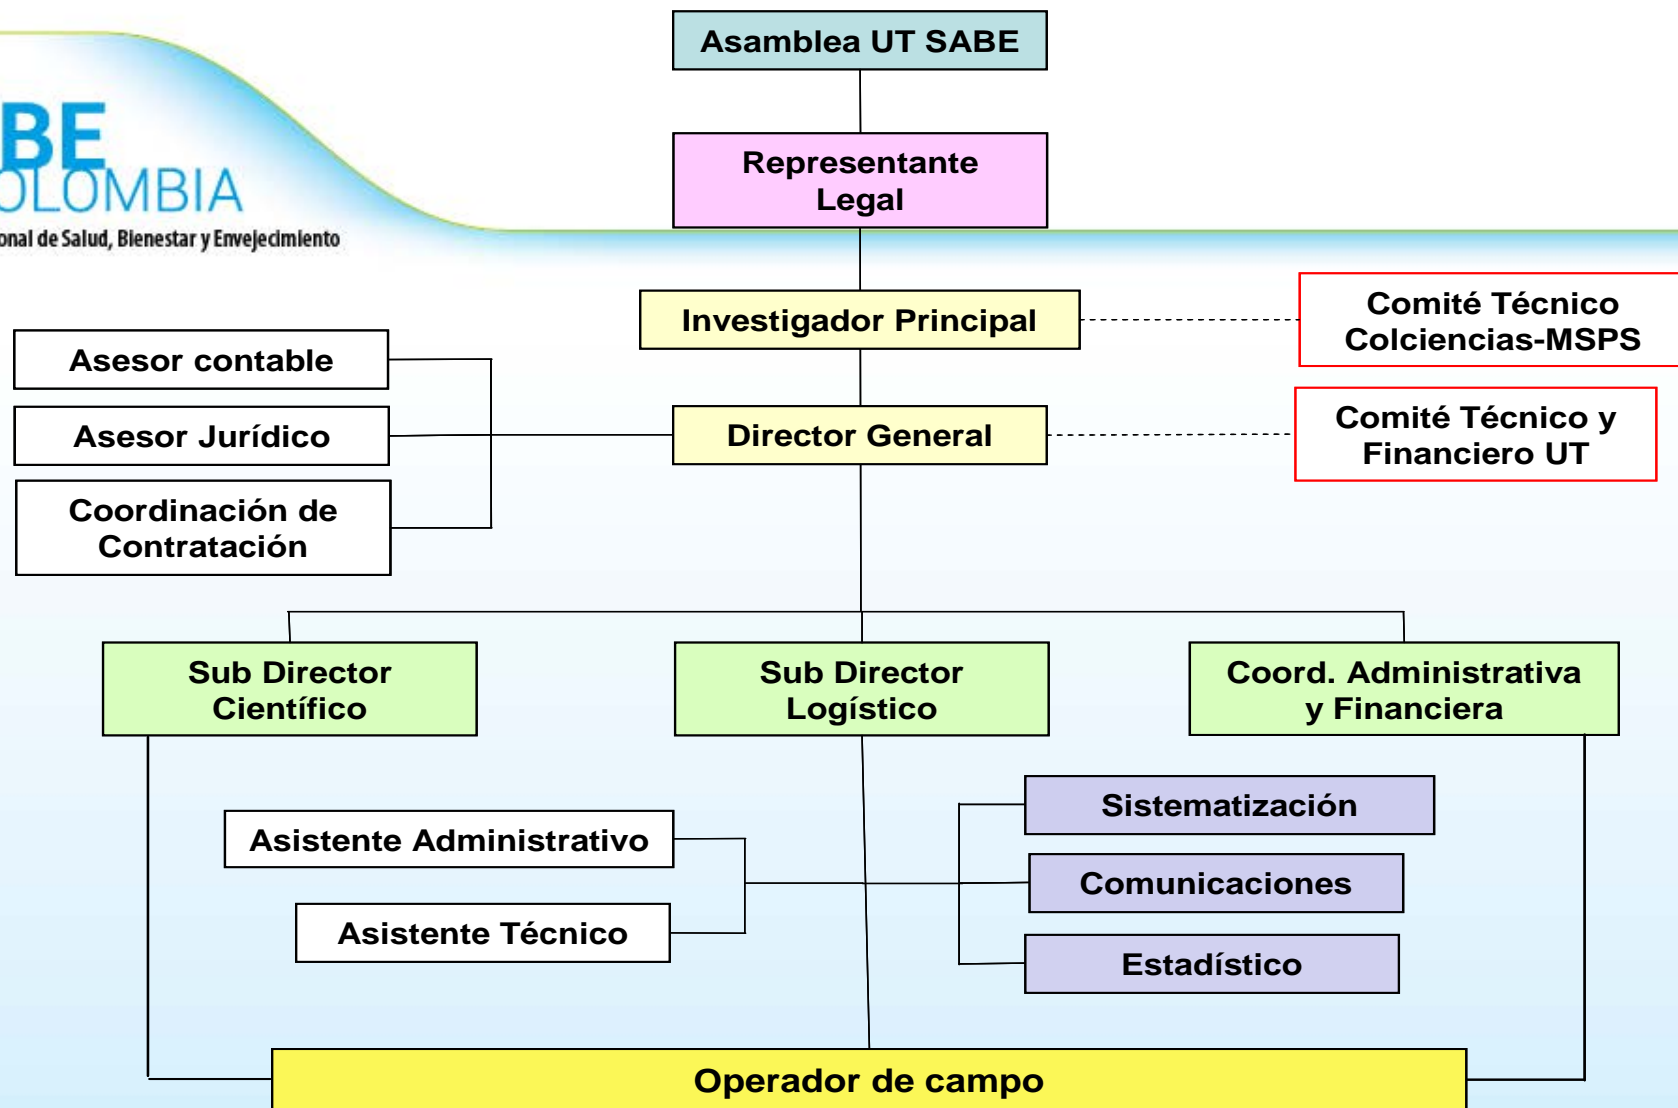 Asamblea UT SABE
BE
OLOMBIA
onal de Salud, Bienestar y Envejecimiento
Representante
Legal
Investigador Principal
Comité Técnico
Colciencias-MSPS
Asesor contable
Asesor Jurídico
Coordinación de
Contratación
Director General
Comité Técnico y
Financiero UT
Sub Director
Científico
Sub Director
Logístico
Coord. Administrativa
y Financiera
Asistente Administrativo
Asistente Técnico
Sistematización
Comunicaciones
Estadístico
Operador de campo